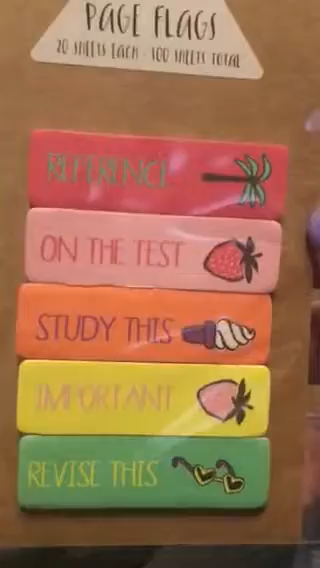 PAGE FLAGS
20 SHEETS EACH - 100 SHEETS TOTAL
REFERENCE
ON THE TEST
STUDY THIS
IMPORTANT
REVISE THIS